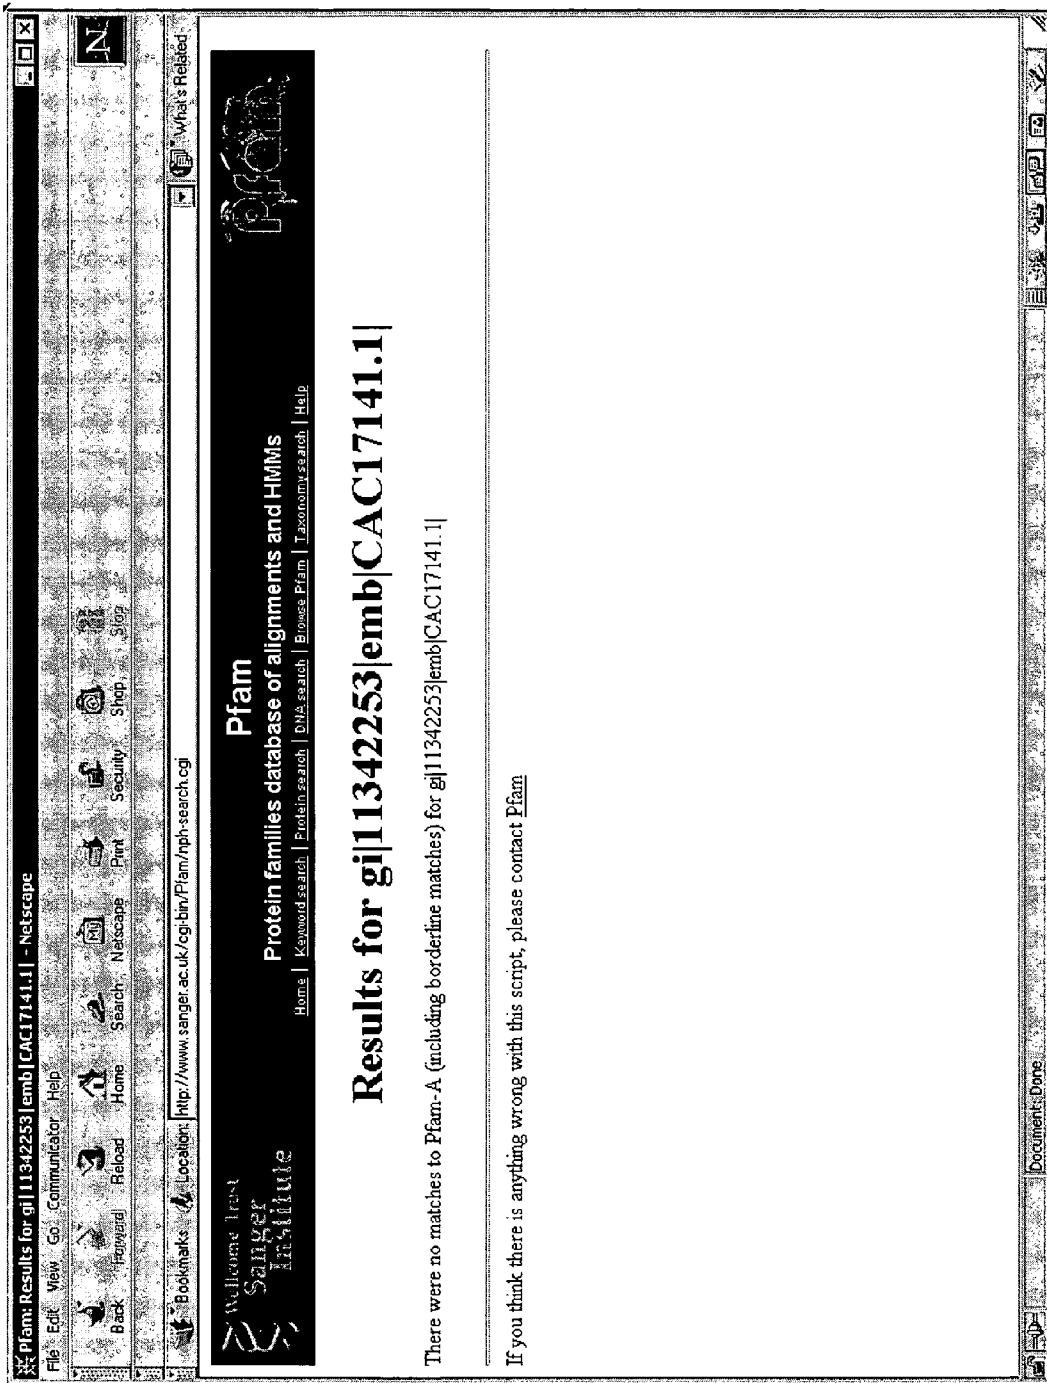 Pfam: Results for gi|11342253|emb|CAC17141.1| - Netscape
File Edit View Go Communicator Help
Back Forward Reload Home Search Netscape Print Security Shop Stop
Bookmarks Location: http://www.sanger.ac.uk/cgi-bin/Pfam/nph-search.cgi What's Related
Wellcome Trust
Sanger
Institute
Pfam
Protein families database of alignments and HMMs
Home | Keyword search | Protein search | DNA search | Browse Pfam | Taxonomy search | Help
Pfam
Results for gi|11342253|emb|CAC17141.1|
There were no matches to Pfam-A (including borderline matches) for gi|11342253|emb|CAC17141.1|
If you think there is anything wrong with this script, please contact Pfam
Document: Done